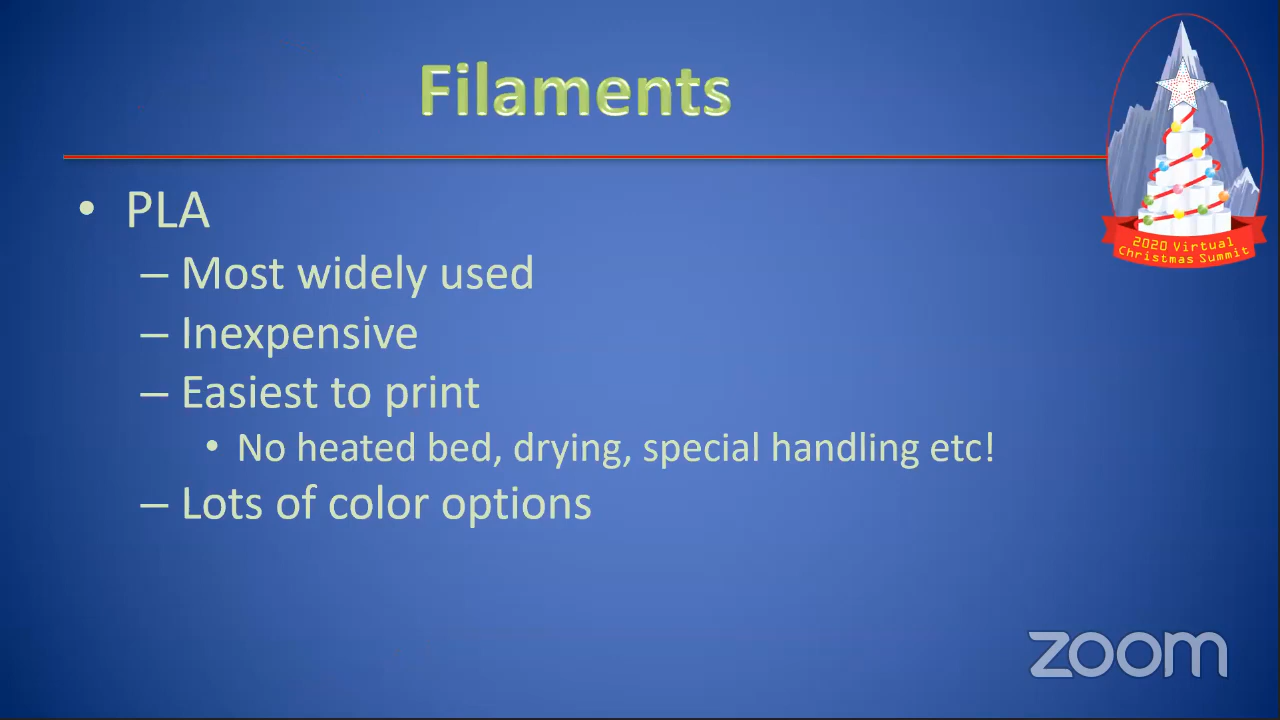 Filaments
2020 Virtual
Christmas Summit
• PLA
– Most widely used
– Inexpensive
– Easiest to print
• No heated bed, drying, special handling etc!
– Lots of color options
zoom